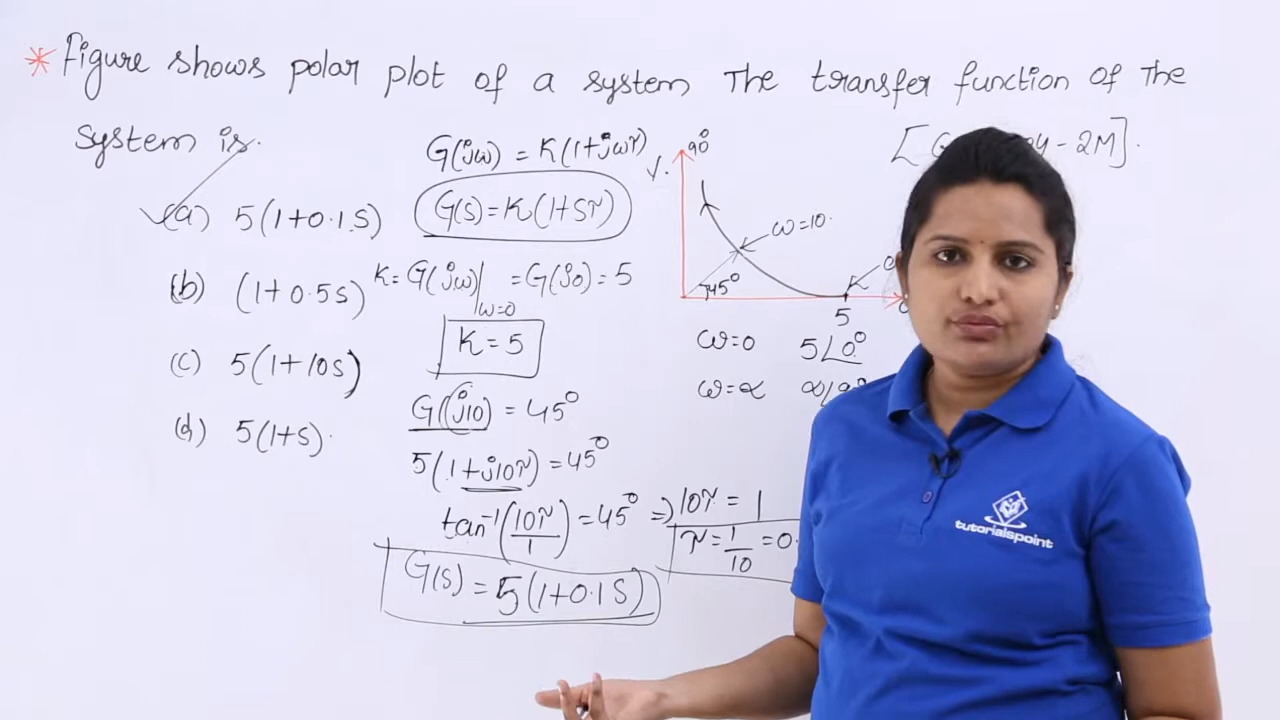 * Figure shows polar plot of a system The transfer function of the
system is.
- 2M].
(a) 5(1+0.1S)
(b) (1+0.5S)
(c) 5(1+10S)
(d) 5(1+S).
G(jω) = K(1+jωτ)
G(s) = K(1+Sτ)
K = G(jω)|ω=0 = G(j0) = 5
K = 5
G(j10) = 45°
5(1+j10τ) = 45°
tan⁻¹(10τ/1) = 45° ⇒ 10τ = 1
τ = 1/10 = 0.
G(s) = 5(1+0.1S)
90°
ω=10.
45°
5
ω=0 5∠0°
ω=∝
tutorialspoint